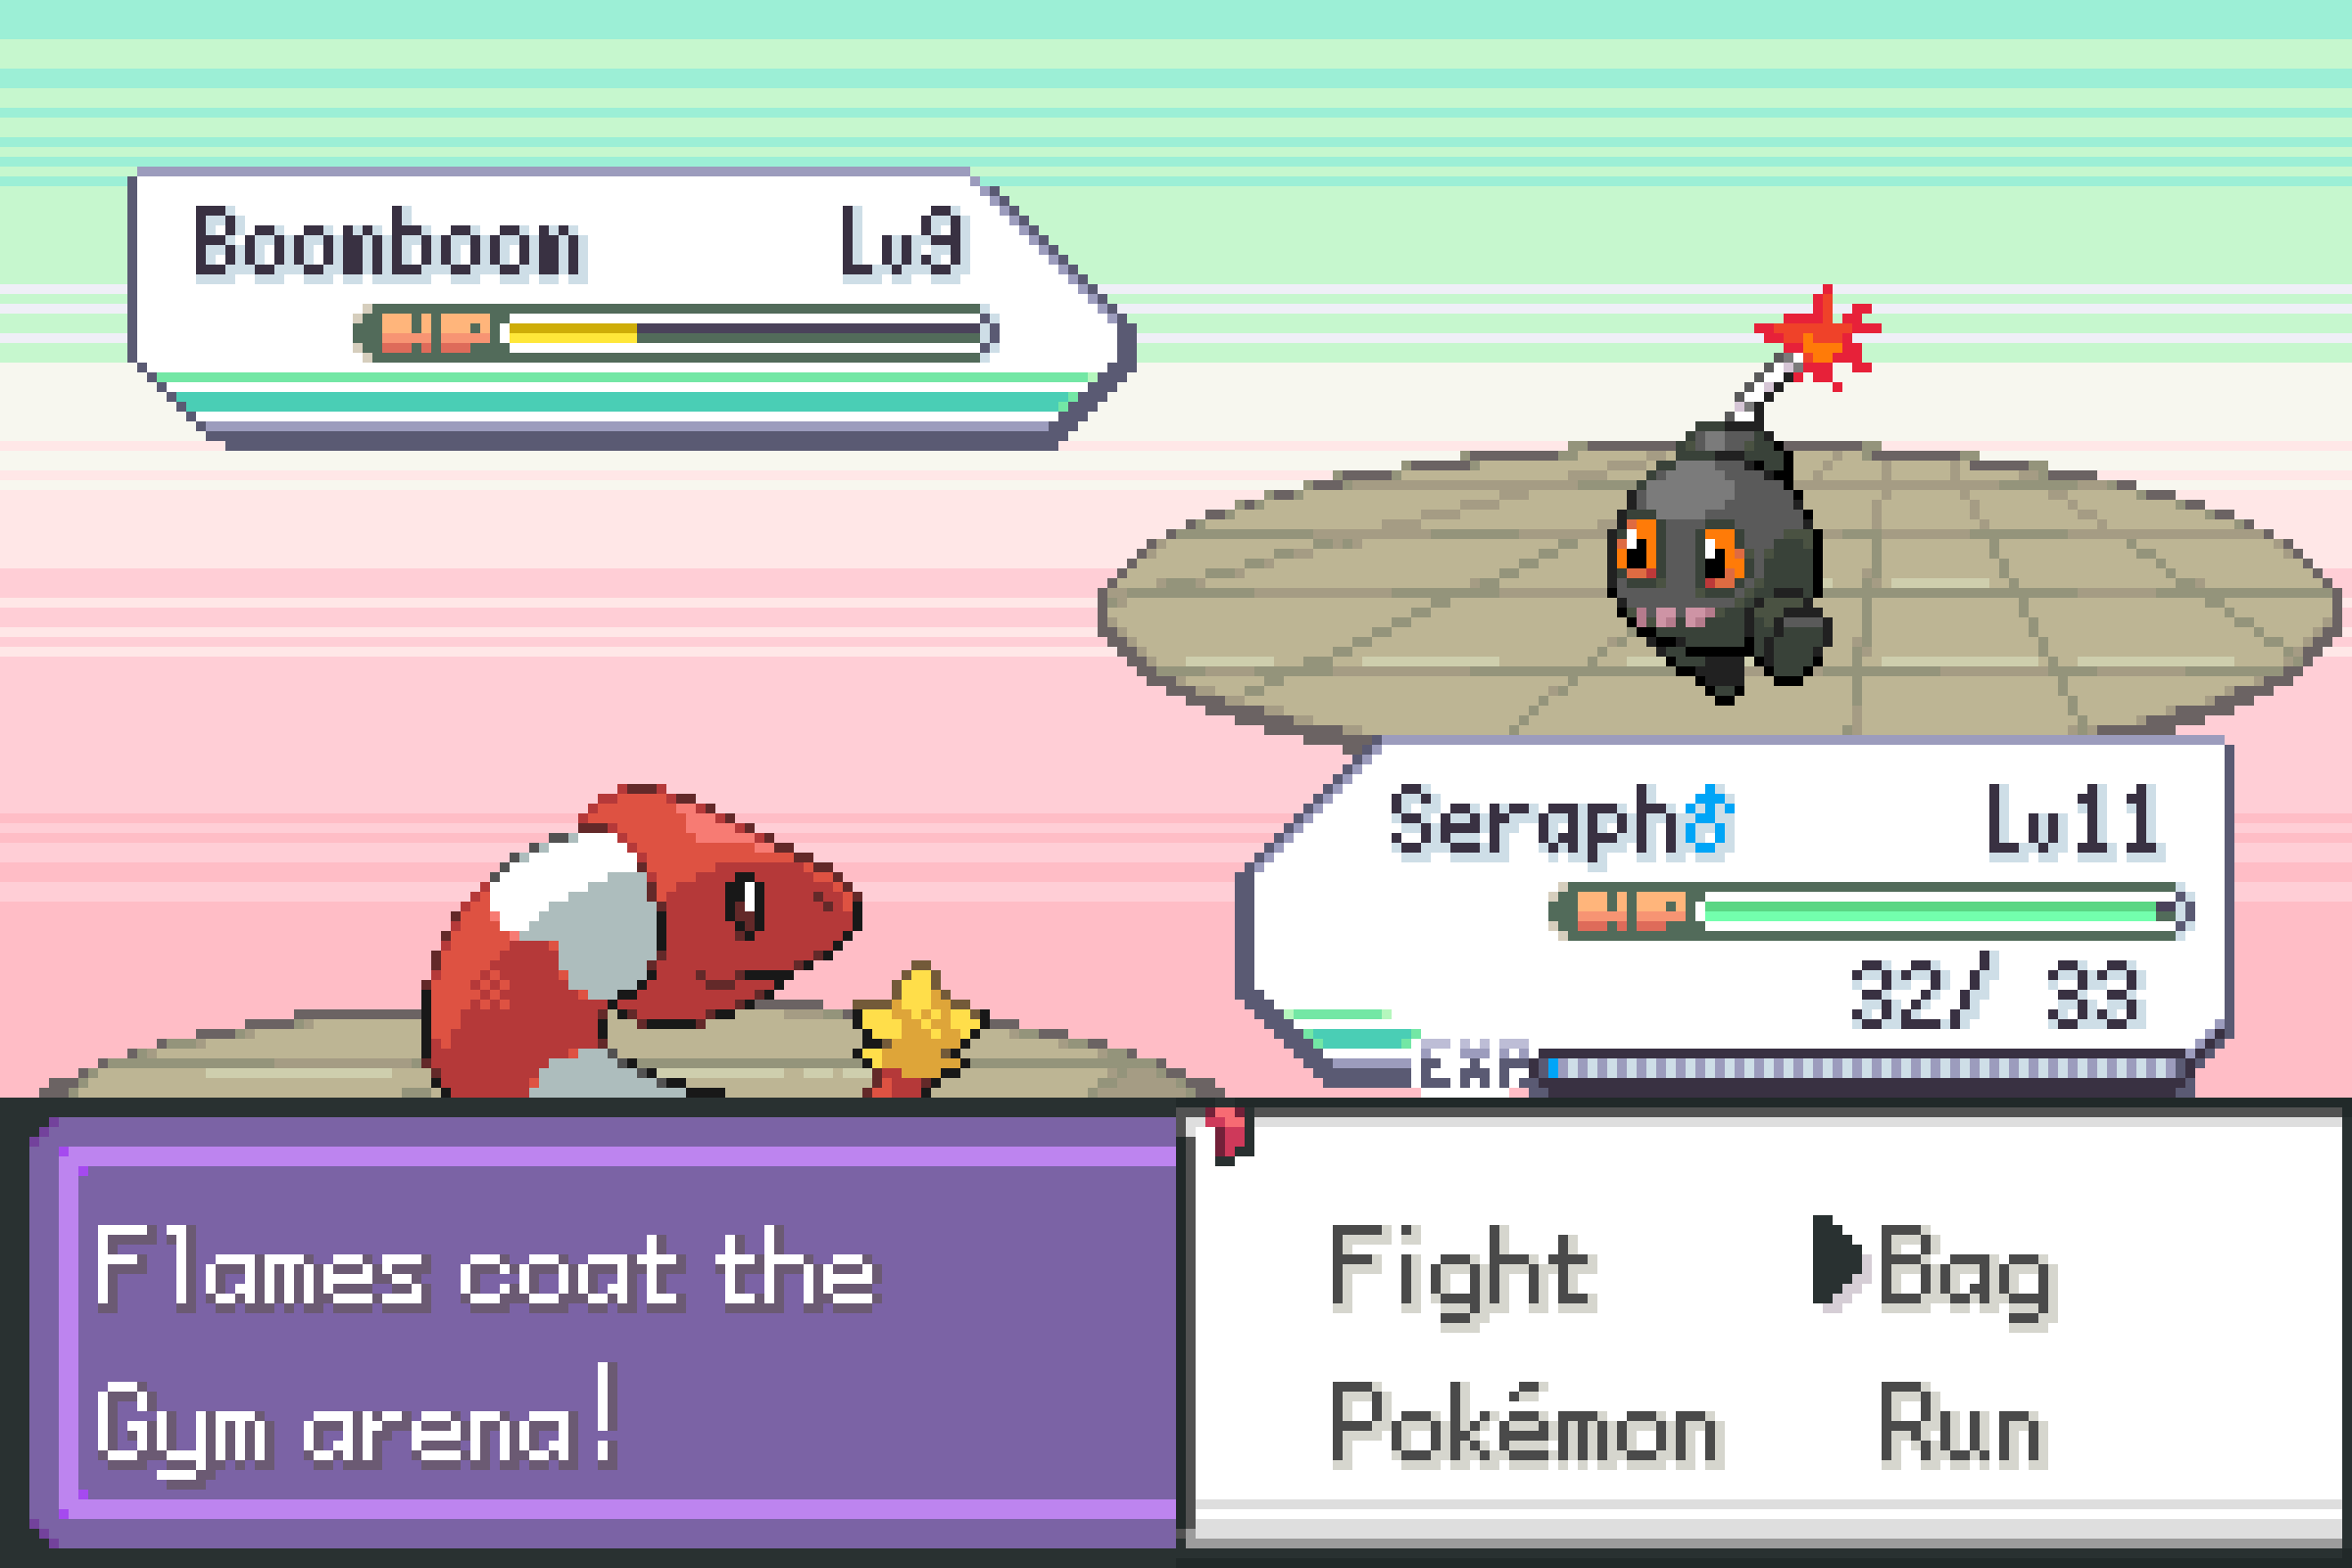 Boomboom Lv9
HP
Seraph♂ Lv11
HP
32/ 33
EXP
Flames coat the
Gym arena!
Fight Bag
Pokémon Run